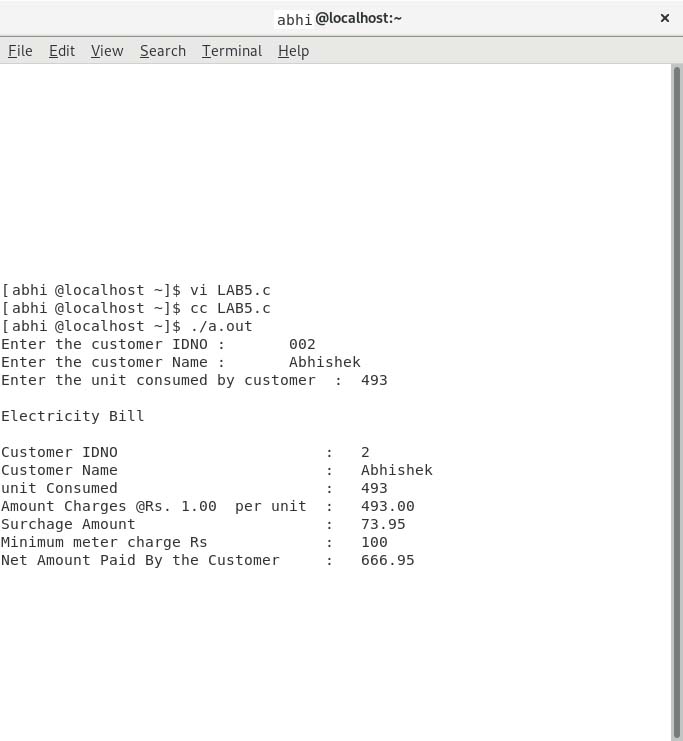 abhi@localhost:~ ×
File Edit View Search Terminal Help
[abhi @localhost ~]$ vi LAB5.c
[abhi @localhost ~]$ cc LAB5.c
[abhi @localhost ~]$ ./a.out
Enter the customer IDNO :       002
Enter the customer Name :       Abhishek
Enter the unit consumed by customer  :  493
Electricity Bill
Customer IDNO                       :   2
Customer Name                       :   Abhishek
unit Consumed                       :   493
Amount Charges @Rs. 1.00  per unit  :   493.00
Surchage Amount                     :   73.95
Minimum meter charge Rs             :   100
Net Amount Paid By the Customer     :   666.95